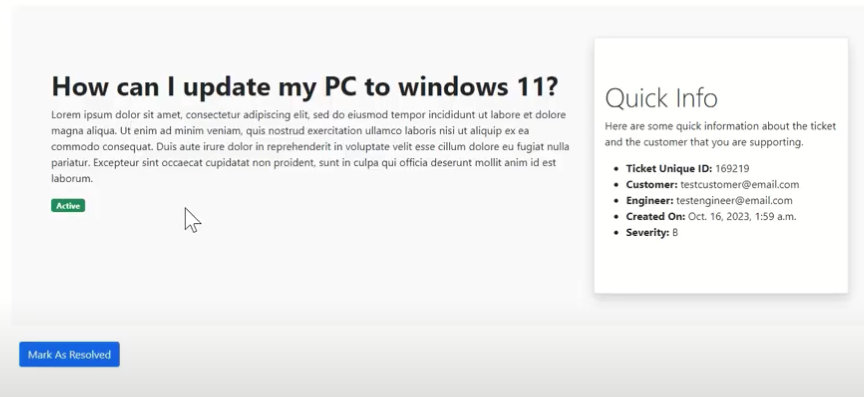 How can I update my PC to windows 11?
Lorem ipsum dolor sit amet, consectetur adipiscing elit, sed do eiusmod tempor incididunt ut labore et dolore
magna aliqua. Ut enim ad minim veniam, quis nostrud exercitation ullamco laboris nisi ut aliquip ex ea
commodo consequat. Duis aute irure dolor in reprehenderit in voluptate velit esse cillum dolore eu fugiat nulla
pariatur. Excepteur sint occaecat cupidatat non proident, sunt in culpa qui officia deserunt mollit anim id est
laborum.
Active
Quick Info
Here are some quick information about the ticket
and the customer that you are supporting.
• Ticket Unique ID: 169219
• Customer: testcustomer@email.com
• Engineer: testengineer@email.com
• Created On: Oct. 16, 2023, 1:59 a.m.
• Severity: B
Mark As Resolved